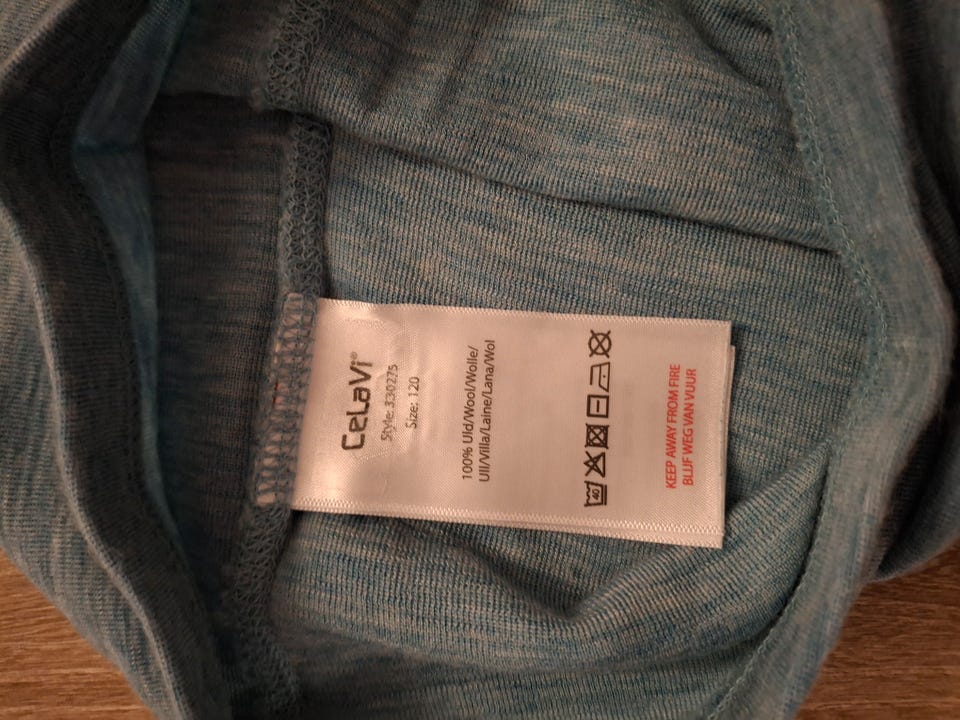 CeLaVi®
Style: 330275
Size: 120
100% Uld/Wool/Wolle/
Ull/Villa/Laine/Lana/Wol
40
KEEP AWAY FROM FIRE
BLIJF WEG VAN VUUR